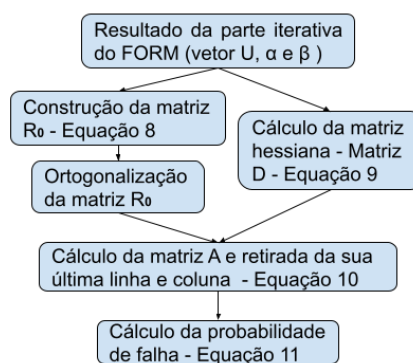 Resultado da parte iterativa
do FORM (vetor U, α e β )
Construção da matriz
R₀ - Equação 8
Cálculo da matriz
hessiana - Matriz
D - Equação 9
Ortogonalização
da matriz R₀
Cálculo da matriz A e retirada da sua
última linha e coluna - Equação 10
Cálculo da probabilidade
de falha - Equação 11